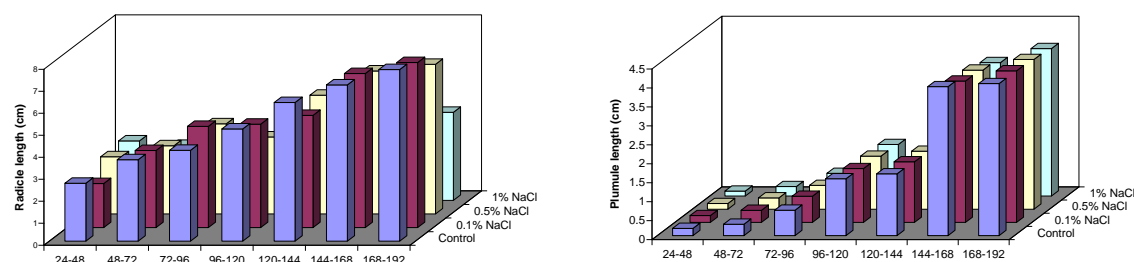 Radicle length (cm)
8
7
6
5
4
3
2
1
0
24-48 48-72 72-96 96-120 120-144 144-168 168-192
1% NaCl
0.5% NaCl
0.1% NaCl
Control
Plumule length (cm)
4.5
4
3.5
3
2.5
2
1.5
1
0.5
0
24-48 48-72 72-96 96-120 120-144 144-168 168-192
1% NaCl
0.5% NaCl
0.1% NaCl
Control